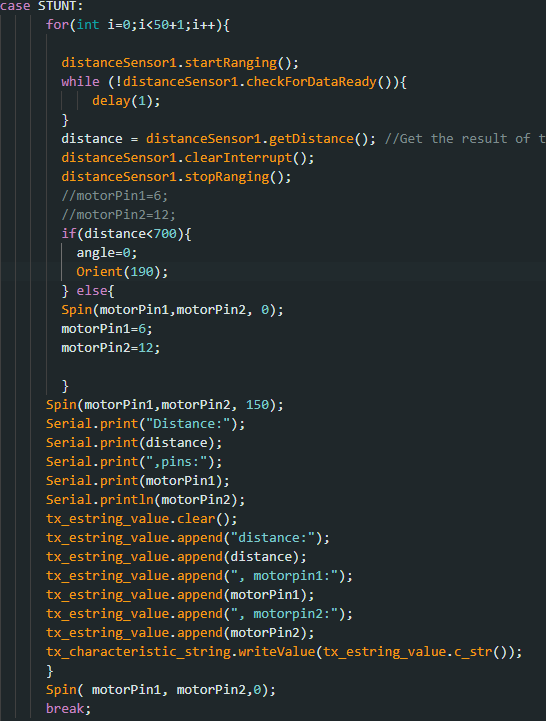 case STUNT:
for(int i=0;i<50+1;i++){
distanceSensor1.startRanging();
while (!distanceSensor1.checkForDataReady()){
delay(1);
}
distance = distanceSensor1.getDistance(); //Get the result of t
distanceSensor1.clearInterrupt();
distanceSensor1.stopRanging();
//motorPin1=6;
//motorPin2=12;
if(distance<700){
angle=0;
Orient(190);
} else{
Spin(motorPin1,motorPin2, 0);
motorPin1=6;
motorPin2=12;
}
Spin(motorPin1,motorPin2, 150);
Serial.print("Distance:");
Serial.print(distance);
Serial.print(",pins:");
Serial.print(motorPin1);
Serial.println(motorPin2);
tx_estring_value.clear();
tx_estring_value.append("distance:");
tx_estring_value.append(distance);
tx_estring_value.append(", motorpin1:");
tx_estring_value.append(motorPin1);
tx_estring_value.append(", motorpin2:");
tx_estring_value.append(motorPin2);
tx_characteristic_string.writeValue(tx_estring_value.c_str());
}
Spin( motorPin1, motorPin2,0);
break;